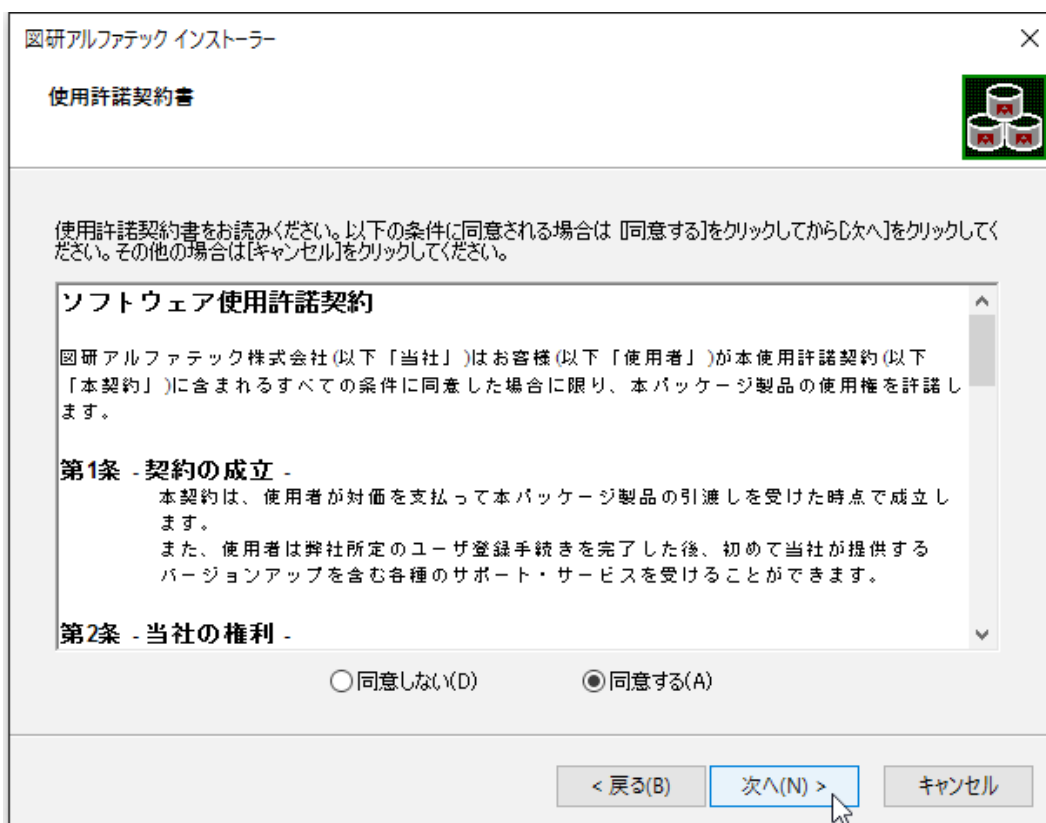 図研アルファテック インストーラー
使用許諾契約書
使用許諾契約書をお読みください。以下の条件に同意される場合は [同意する]をクリックしてから[次へ]をクリックしてく
ださい。その他の場合は[キャンセル]をクリックしてください。
ソフトウェア使用許諾契約
図研アルファテック株式会社(以下「当社」)はお客様(以下「使用者」)が本使用許諾契約(以下
「本契約」)に含まれるすべての条件に同意した場合に限り、本パッケージ製品の使用権を許諾し
ます。
第1条 - 契約の成立 -
本契約は、使用者が対価を支払って本パッケージ製品の引渡しを受けた時点で成立し
ます。
また、使用者は弊社所定のユーザ登録手続きを完了した後、初めて当社が提供する
バージョンアップを含む各種のサポート・サービスを受けることができます。
第2条 - 当社の権利 -
同意しない(D)
同意する(A)
< 戻る(B)
次へ(N) >
キャンセル